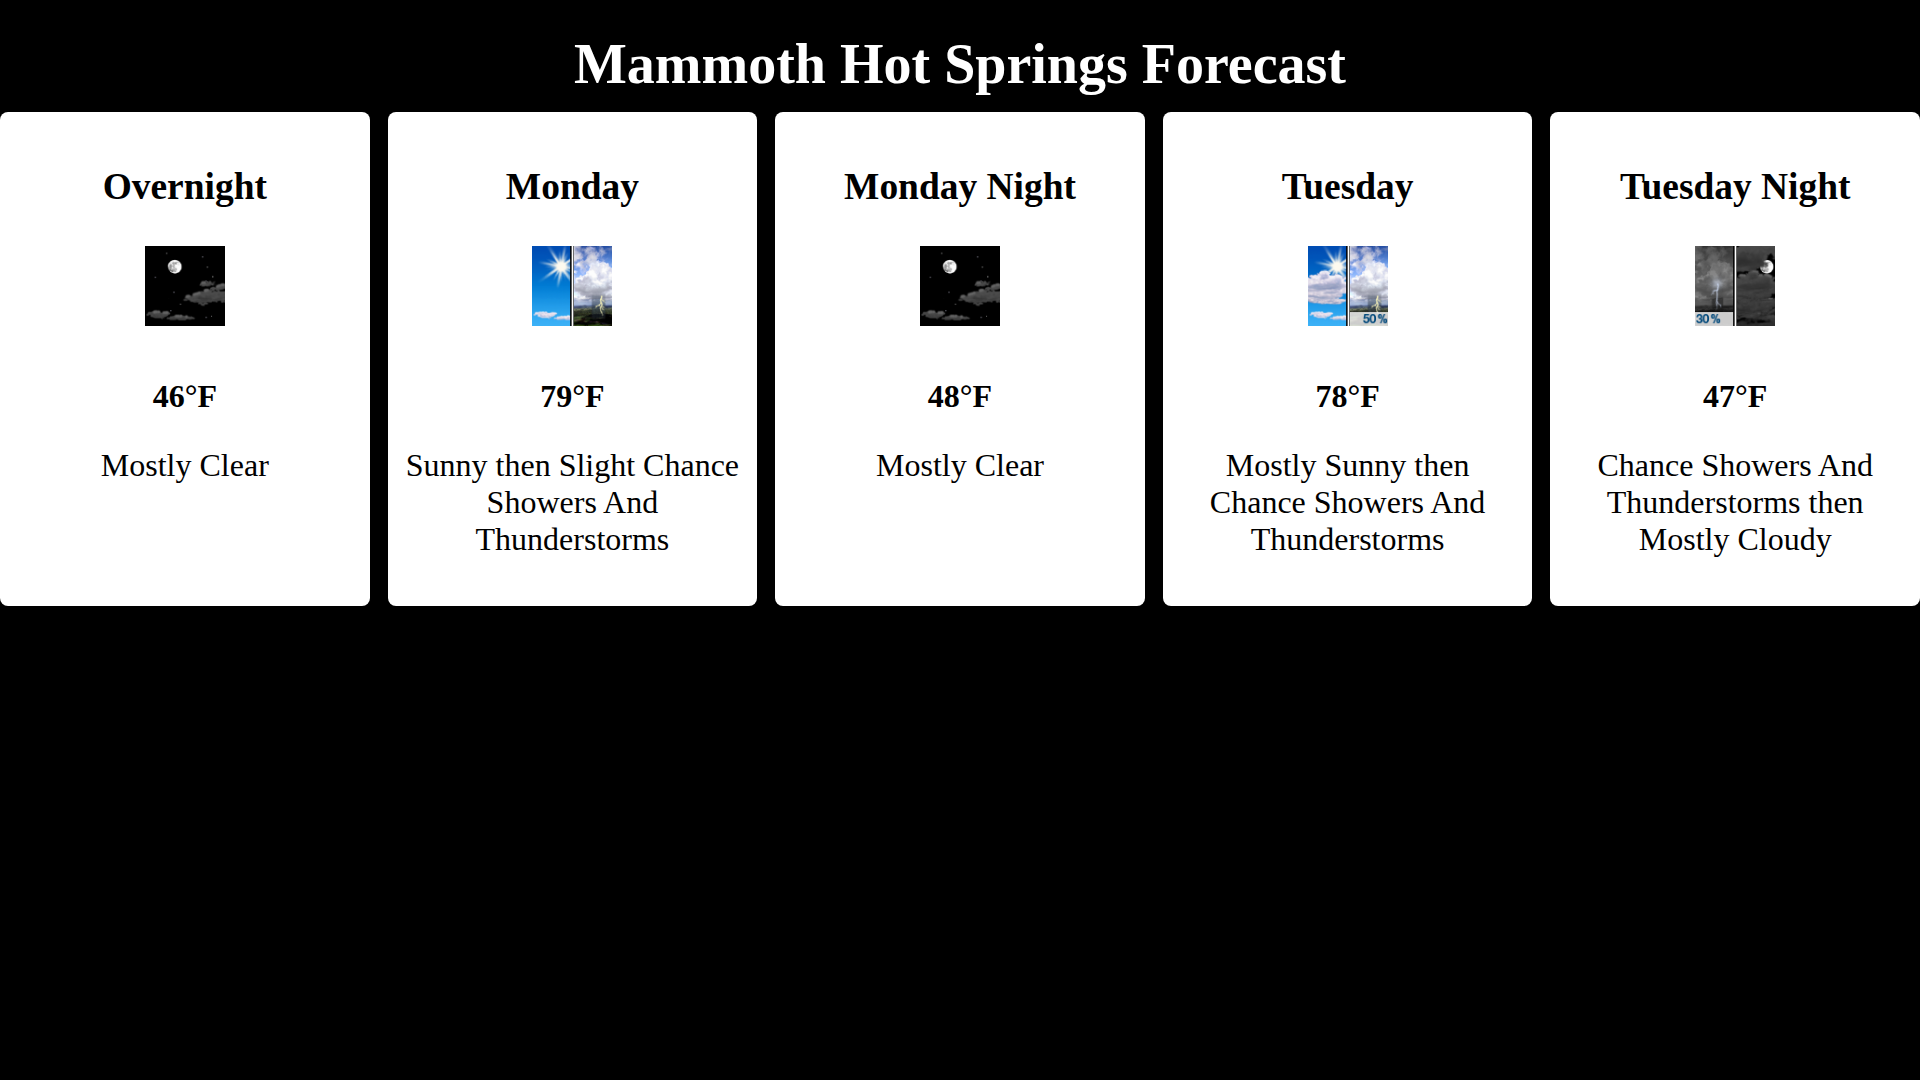 Mammoth Hot Springs Forecast
Overnight
46°F
Mostly Clear
Monday
79°F
Sunny then Slight Chance
Showers And
Thunderstorms
Monday Night
48°F
Mostly Clear
Tuesday
50%
78°F
Mostly Sunny then
Chance Showers And
Thunderstorms
Tuesday Night
30%
47°F
Chance Showers And
Thunderstorms then
Mostly Cloudy